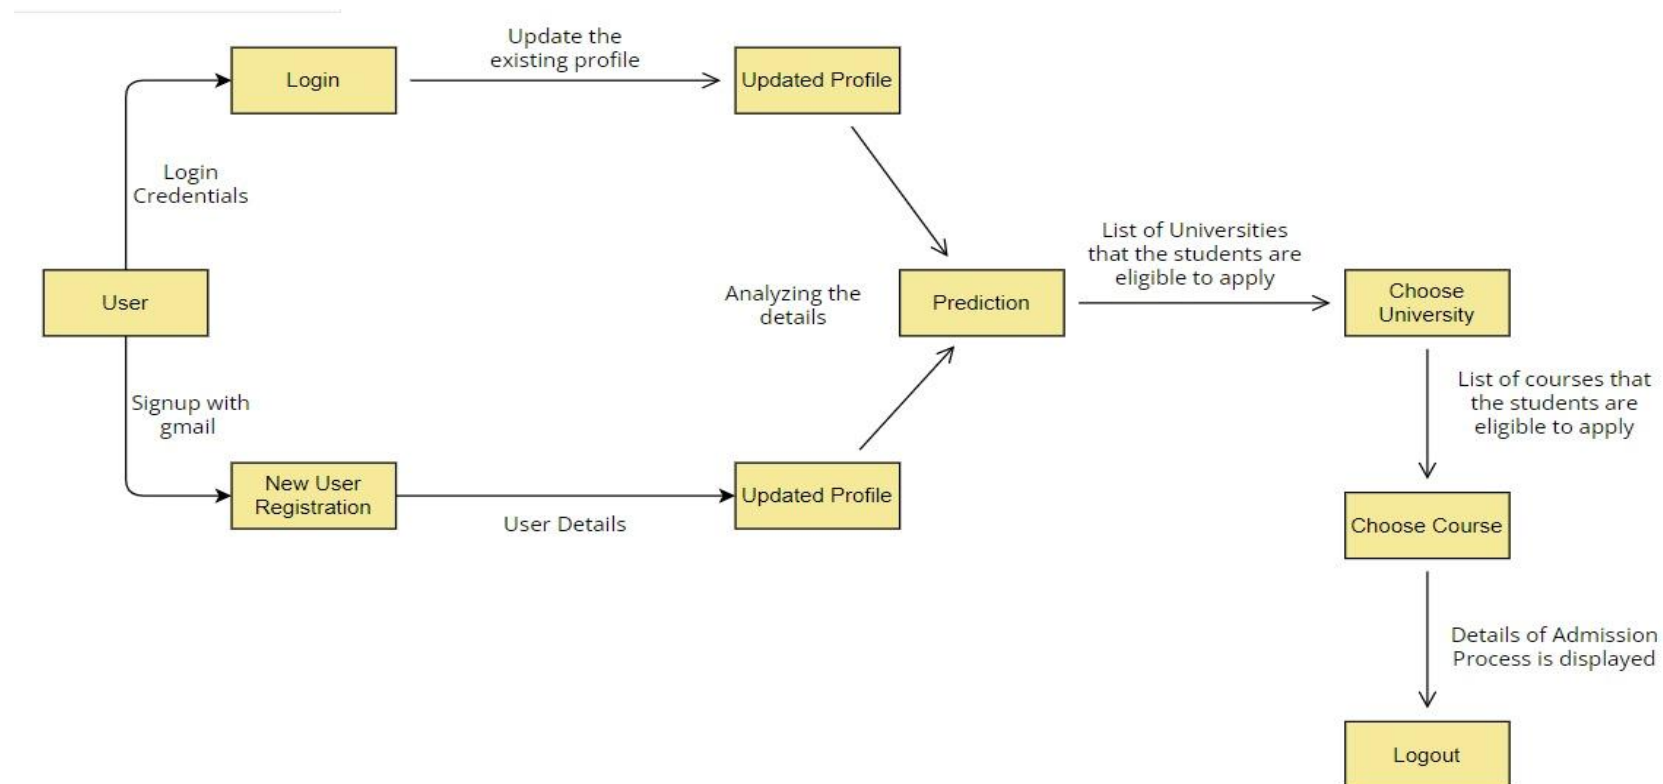 Update the
existing profile
Login
Updated Profile
Login
Credentials
List of Universities
that the students are
eligible to apply
User
Analyzing the
details
Prediction
Choose
University
Signup with
gmail
List of courses that
the students are
eligible to apply
New User
Registration
User Details
Updated Profile
Choose Course
Details of Admission
Process is displayed
Logout